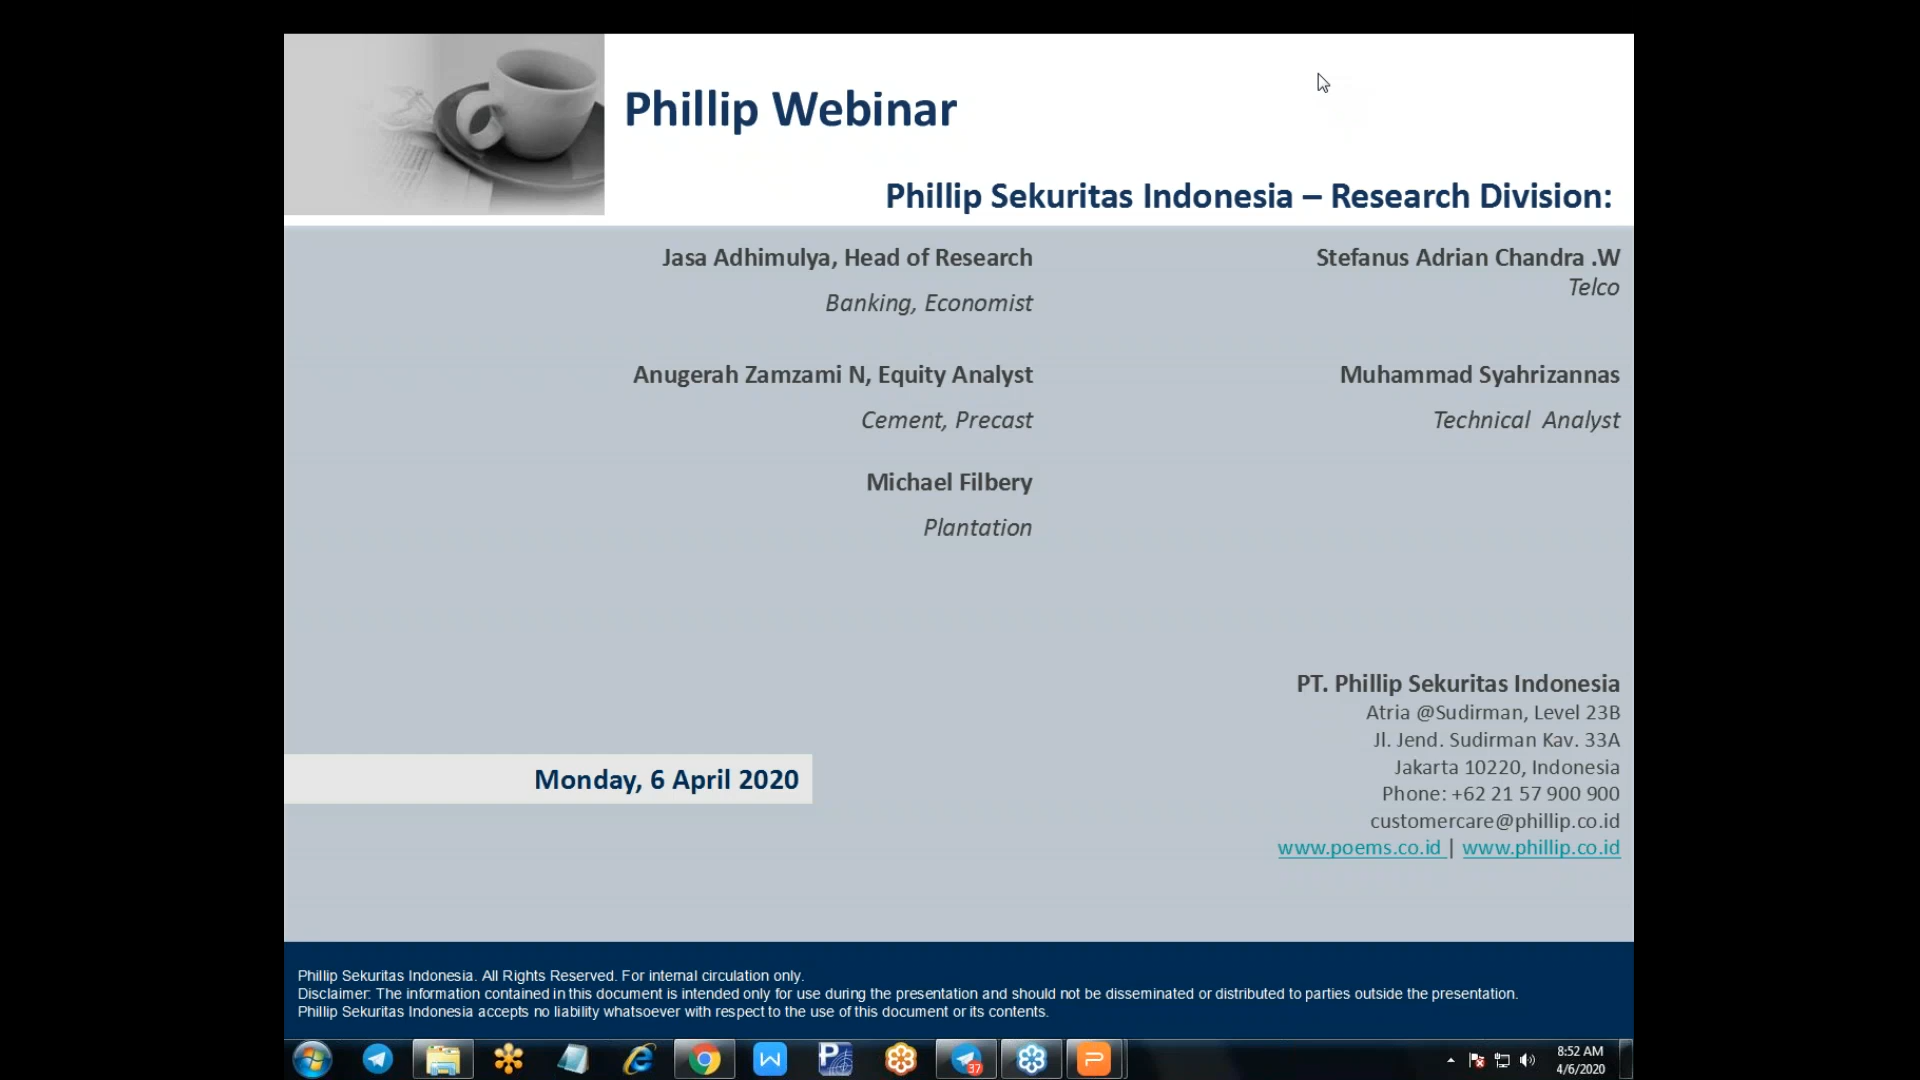 Phillip Webinar
Phillip Sekuritas Indonesia – Research Division:
Jasa Adhimulya, Head of Research
Banking, Economist
Anugerah Zamzami N, Equity Analyst
Cement, Precast
Michael Filbery
Plantation
Stefanus Adrian Chandra .W
Telco
Muhammad Syahrizannas
Technical Analyst
PT. Phillip Sekuritas Indonesia
Atria @Sudirman, Level 23B
Jl. Jend. Sudirman Kav. 33A
Jakarta 10220, Indonesia
Phone: +62 21 57 900 900
customercare@phillip.co.id
www.poems.co.id | www.phillip.co.id
Monday, 6 April 2020
Phillip Sekuritas Indonesia. All Rights Reserved. For internal circulation only.
Disclaimer: The information contained in this document is intended only for use during the presentation and should not be disseminated or distributed to parties outside the presentation.
Phillip Sekuritas Indonesia accepts no liability whatsoever with respect to the use of this document or its contents.
37
8:52 AM
4/6/2020